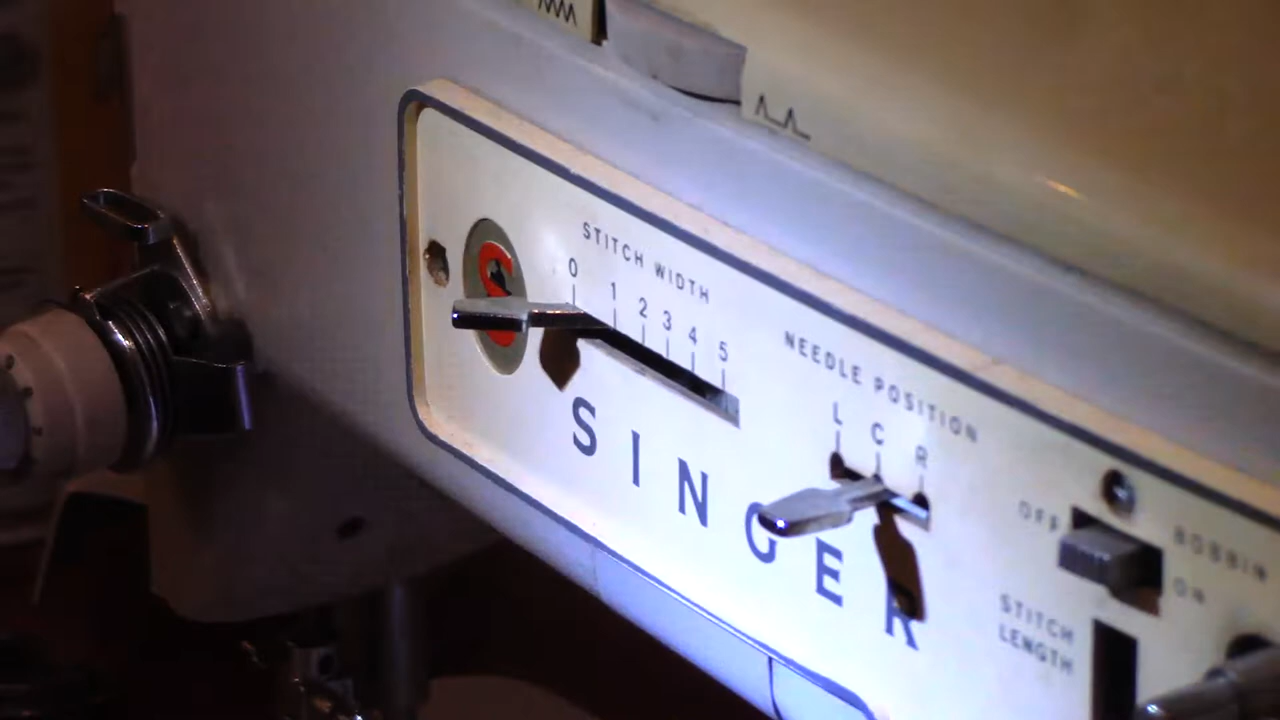 STITCH WIDTH
0 1 2 3 4 5
NEEDLE POSITION
L C R
SINGER
OFF
BOBBIN
ON
STITCH
LENGTH